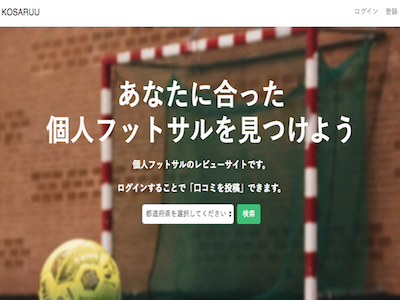 KOSARUU
ログイン 登録
あなたに合った
個人フットサルを見つけよう
個人フットサルのレビューサイトです。
ログインすることで「口コミを投稿」できます。
都道府県を選択してください 検索